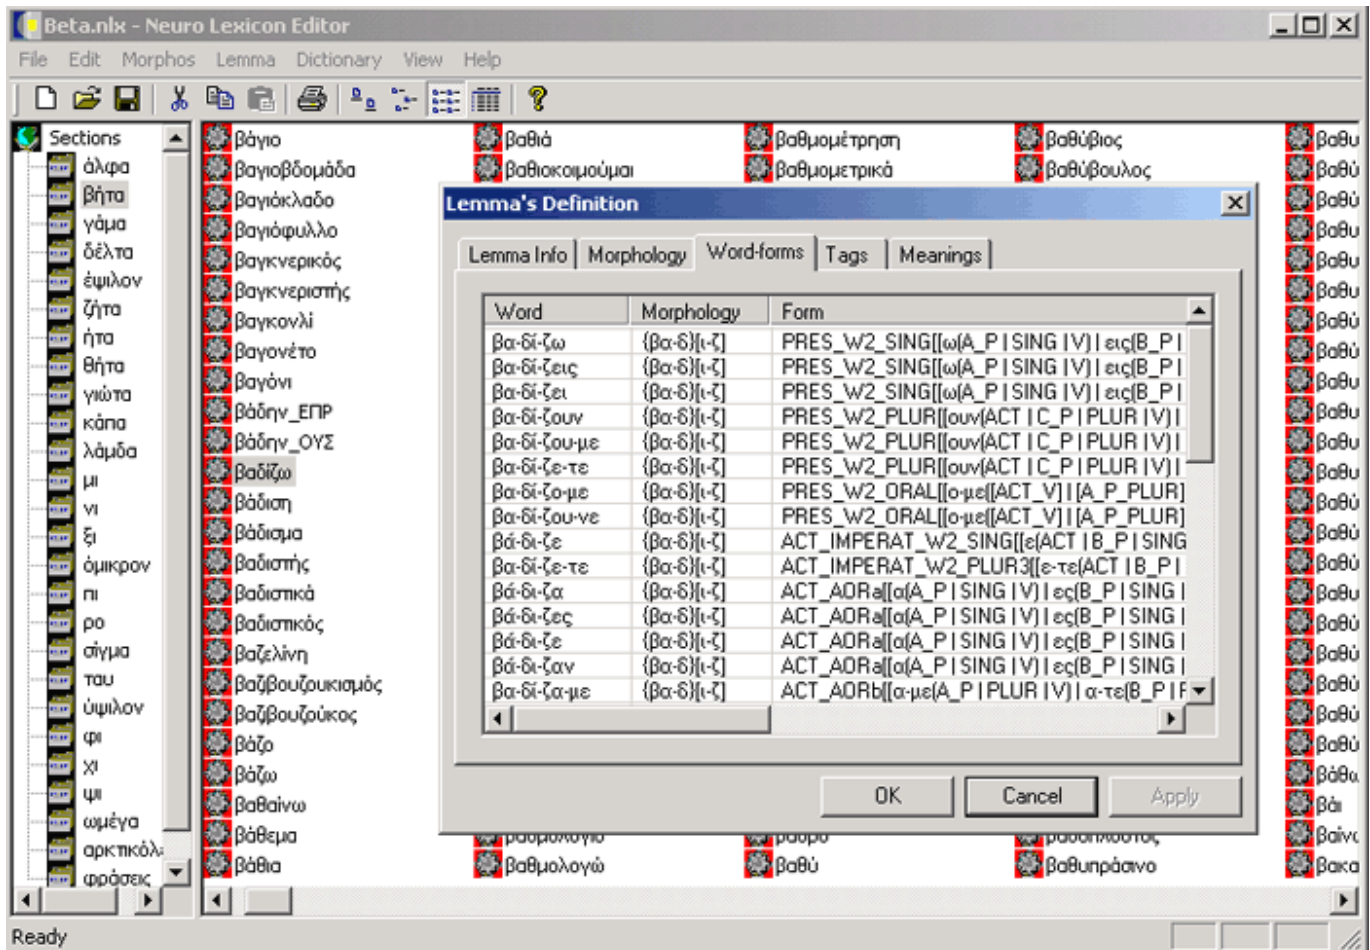 Beta.nlx - Neuro Lexicon Editor
File Edit Morphos Lemma Dictionary View Help
Sections
άλφα
βήτα
γάμα
δέλτα
έψιλον
ζήτα
ήτα
θήτα
γιώτα
κάπα
λάμδα
μι
νι
ξι
όμικρον
πι
ρο
σίγμα
ταυ
ύψιλον
φι
χι
ψι
ωμέγα
αρκτικόλ
φράσεις
βάγιο
βαγιοβδομάδα
βαγιόκλαδο
βαγιόφυλλο
βαγκνερικός
βαγκνεριστής
βαγκονλί
βαγονέτο
βαγόνι
βάδην_ΕΠΡ
βάδην_ΟΥΣ
βαδίζω
βάδιση
βάδισμα
βαδιστής
βαδιστικά
βαδιστικός
βαζελίνη
βαζιβουζουκισμός
βαζιβουζούκος
βάζο
βάζω
βαθαίνω
βάθεμα
βάθια
βαθιά
βαθιοκοιμούμαι
βαθμολογώ
βαθμομέτρηση
βαθμομετρικά
βαθύ
βαθύβιος
βαθύβουλος
βαθυπράσινο
Lemma's Definition
Lemma Info Morphology Word-forms Tags Meanings
Word Morphology Form
βα-δί-ζω {βα-δ}[ι-ζ] PRES_W2_SING[[ω(A_P | SING | V) | εις(B_P |
βα-δί-ζεις {βα-δ}[ι-ζ] PRES_W2_SING[[ω(A_P | SING | V) | εις(B_P |
βα-δί-ζει {βα-δ}[ι-ζ] PRES_W2_SING[[ω(A_P | SING | V) | εις(B_P |
βα-δί-ζουν {βα-δ}[ι-ζ] PRES_W2_PLUR[[ουν(ACT | C_P | PLUR | V) |
βα-δί-ζου-με {βα-δ}[ι-ζ] PRES_W2_PLUR[[ουν(ACT | C_P | PLUR | V) |
βα-δί-ζε-τε {βα-δ}[ι-ζ] PRES_W2_PLUR[[ουν(ACT | C_P | PLUR | V) |
βα-δί-ζο-με {βα-δ}[ι-ζ] PRES_W2_ORAL[[ο-με([ACT_V] | [A_P_PLUR]
βα-δί-ζου-νε {βα-δ}[ι-ζ] PRES_W2_ORAL[[ο-με([ACT_V] | [A_P_PLUR]
βά-δι-ζε {βα-δ}[ι-ζ] ACT_IMPERAT_W2_SING[[ε(ACT | B_P | SING
βα-δί-ζε-τε {βα-δ}[ι-ζ] ACT_IMPERAT_W2_PLUR3[[ε-τε(ACT | B_P |
βά-δι-ζα {βα-δ}[ι-ζ] ACT_AORa[[α(A_P | SING | V) | ες(B_P | SING |
βά-δι-ζες {βα-δ}[ι-ζ] ACT_AORa[[α(A_P | SING | V) | ες(B_P | SING |
βά-δι-ζε {βα-δ}[ι-ζ] ACT_AORa[[α(A_P | SING | V) | ες(B_P | SING |
βά-δι-ζαν {βα-δ}[ι-ζ] ACT_AORa[[α(A_P | SING | V) | ες(B_P | SING |
βα-δί-ζα-με {βα-δ}[ι-ζ] ACT_AORb[[α-με(A_P | PLUR | V) | α-τε(B_P |
OK Cancel Apply
Ready